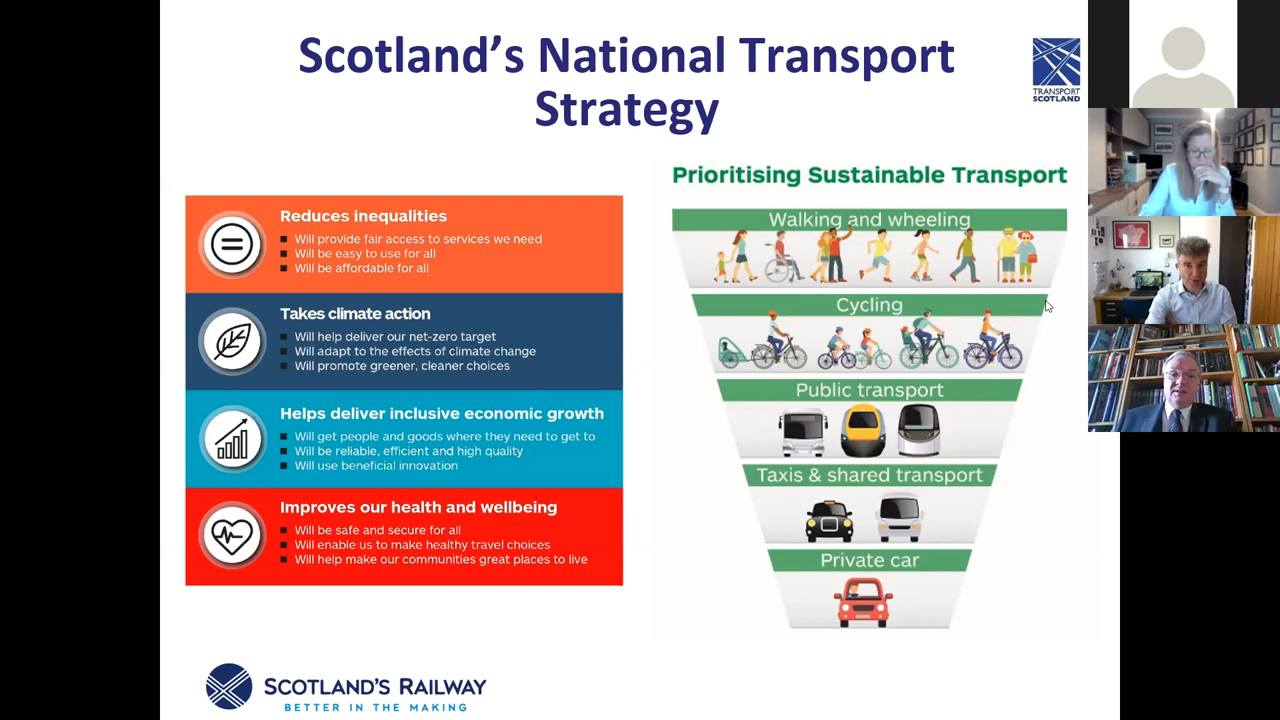 Scotland's National Transport
Strategy
TRANSPORT
SCOTLAND
Reduces inequalities
Will provide fair access to services we need
Will be easy to use for all
Will be affordable for all
Takes climate action
Will help deliver our net-zero target
Will adapt to the effects of climate change
Will promote greener, cleaner choices
Helps deliver inclusive economic growth
Will get people and goods where they need to get to
Will be reliable, efficient and high quality
Will use beneficial innovation
Improves our health and wellbeing
Will be safe and secure for all
Will enable us to make healthy travel choices
Will help make our communities great places to live
Prioritising Sustainable Transport
Walking and wheeling
Cycling
Public transport
Taxis & shared transport
Private car
SCOTLAND'S RAILWAY
BETTER IN THE MAKING